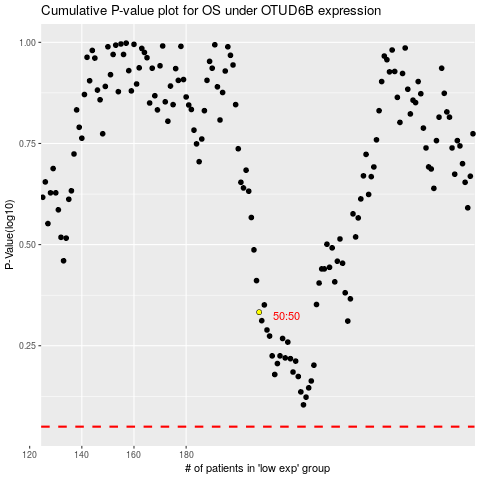 Cumulative P-value plot for OS under OTUD6B expression
P-Value(log10)
1.00
0.75
0.50
0.25
50:50
120 140 160 180
# of patients in 'low exp' group